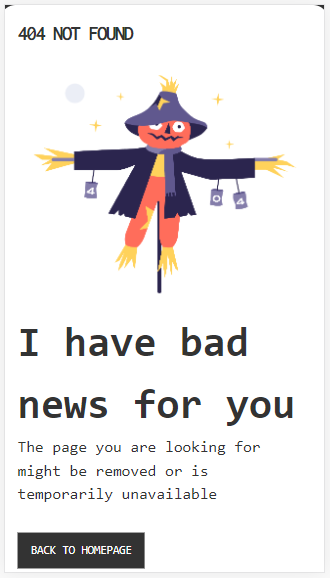 404 NOT FOUND
4
0
4
I have bad
news for you
The page you are looking for
might be removed or is
temporarily unavailable
BACK TO HOMEPAGE